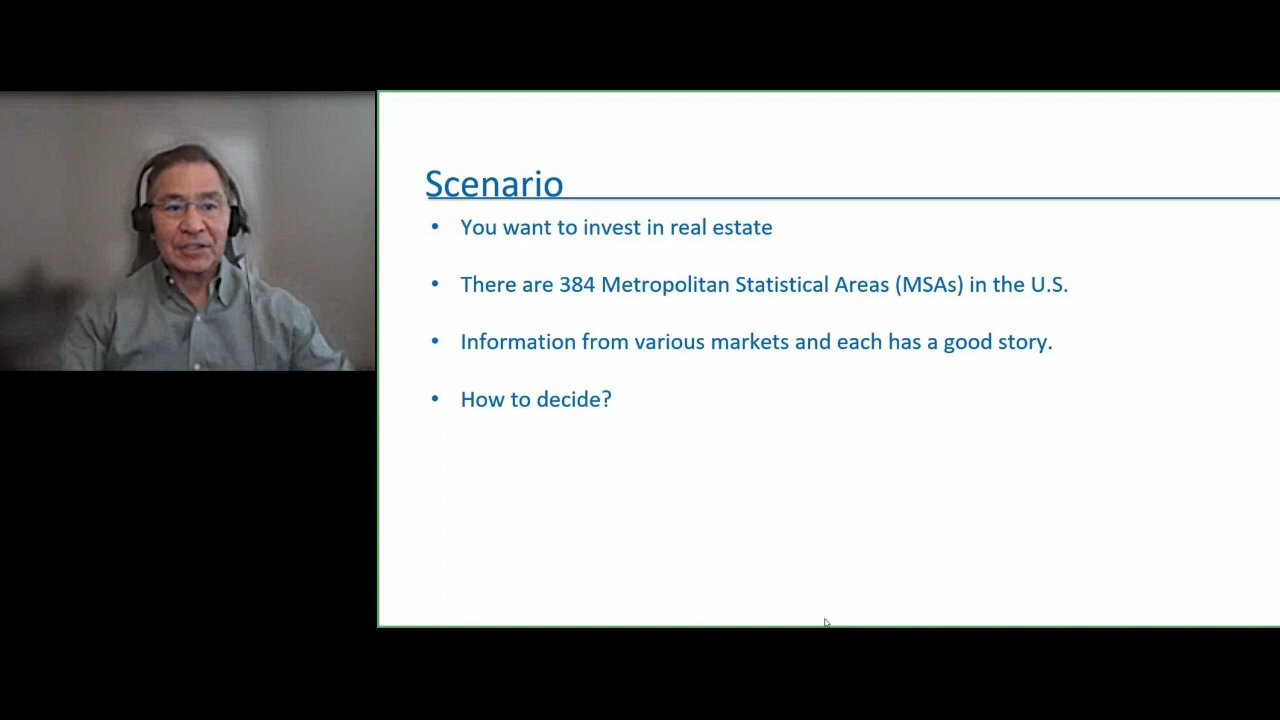 Scenario
• You want to invest in real estate
• There are 384 Metropolitan Statistical Areas (MSAs) in the U.S.
• Information from various markets and each has a good story.
• How to decide?